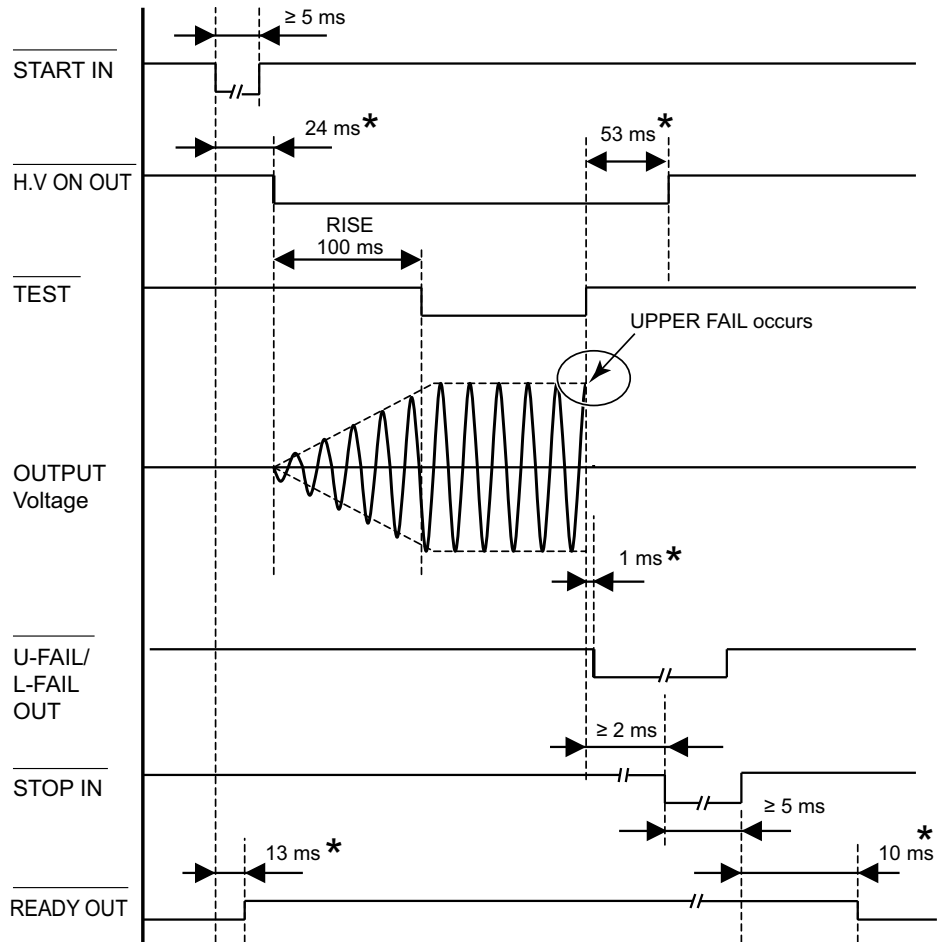 ≥ 5 ms
START IN
24 ms*
53 ms*
H.V ON OUT
RISE
100 ms
TEST
UPPER FAIL occurs
OUTPUT
Voltage
1 ms*
U-FAIL/
L-FAIL
OUT
≥ 2 ms
STOP IN
≥ 5 ms
13 ms*
10 ms*
READY OUT